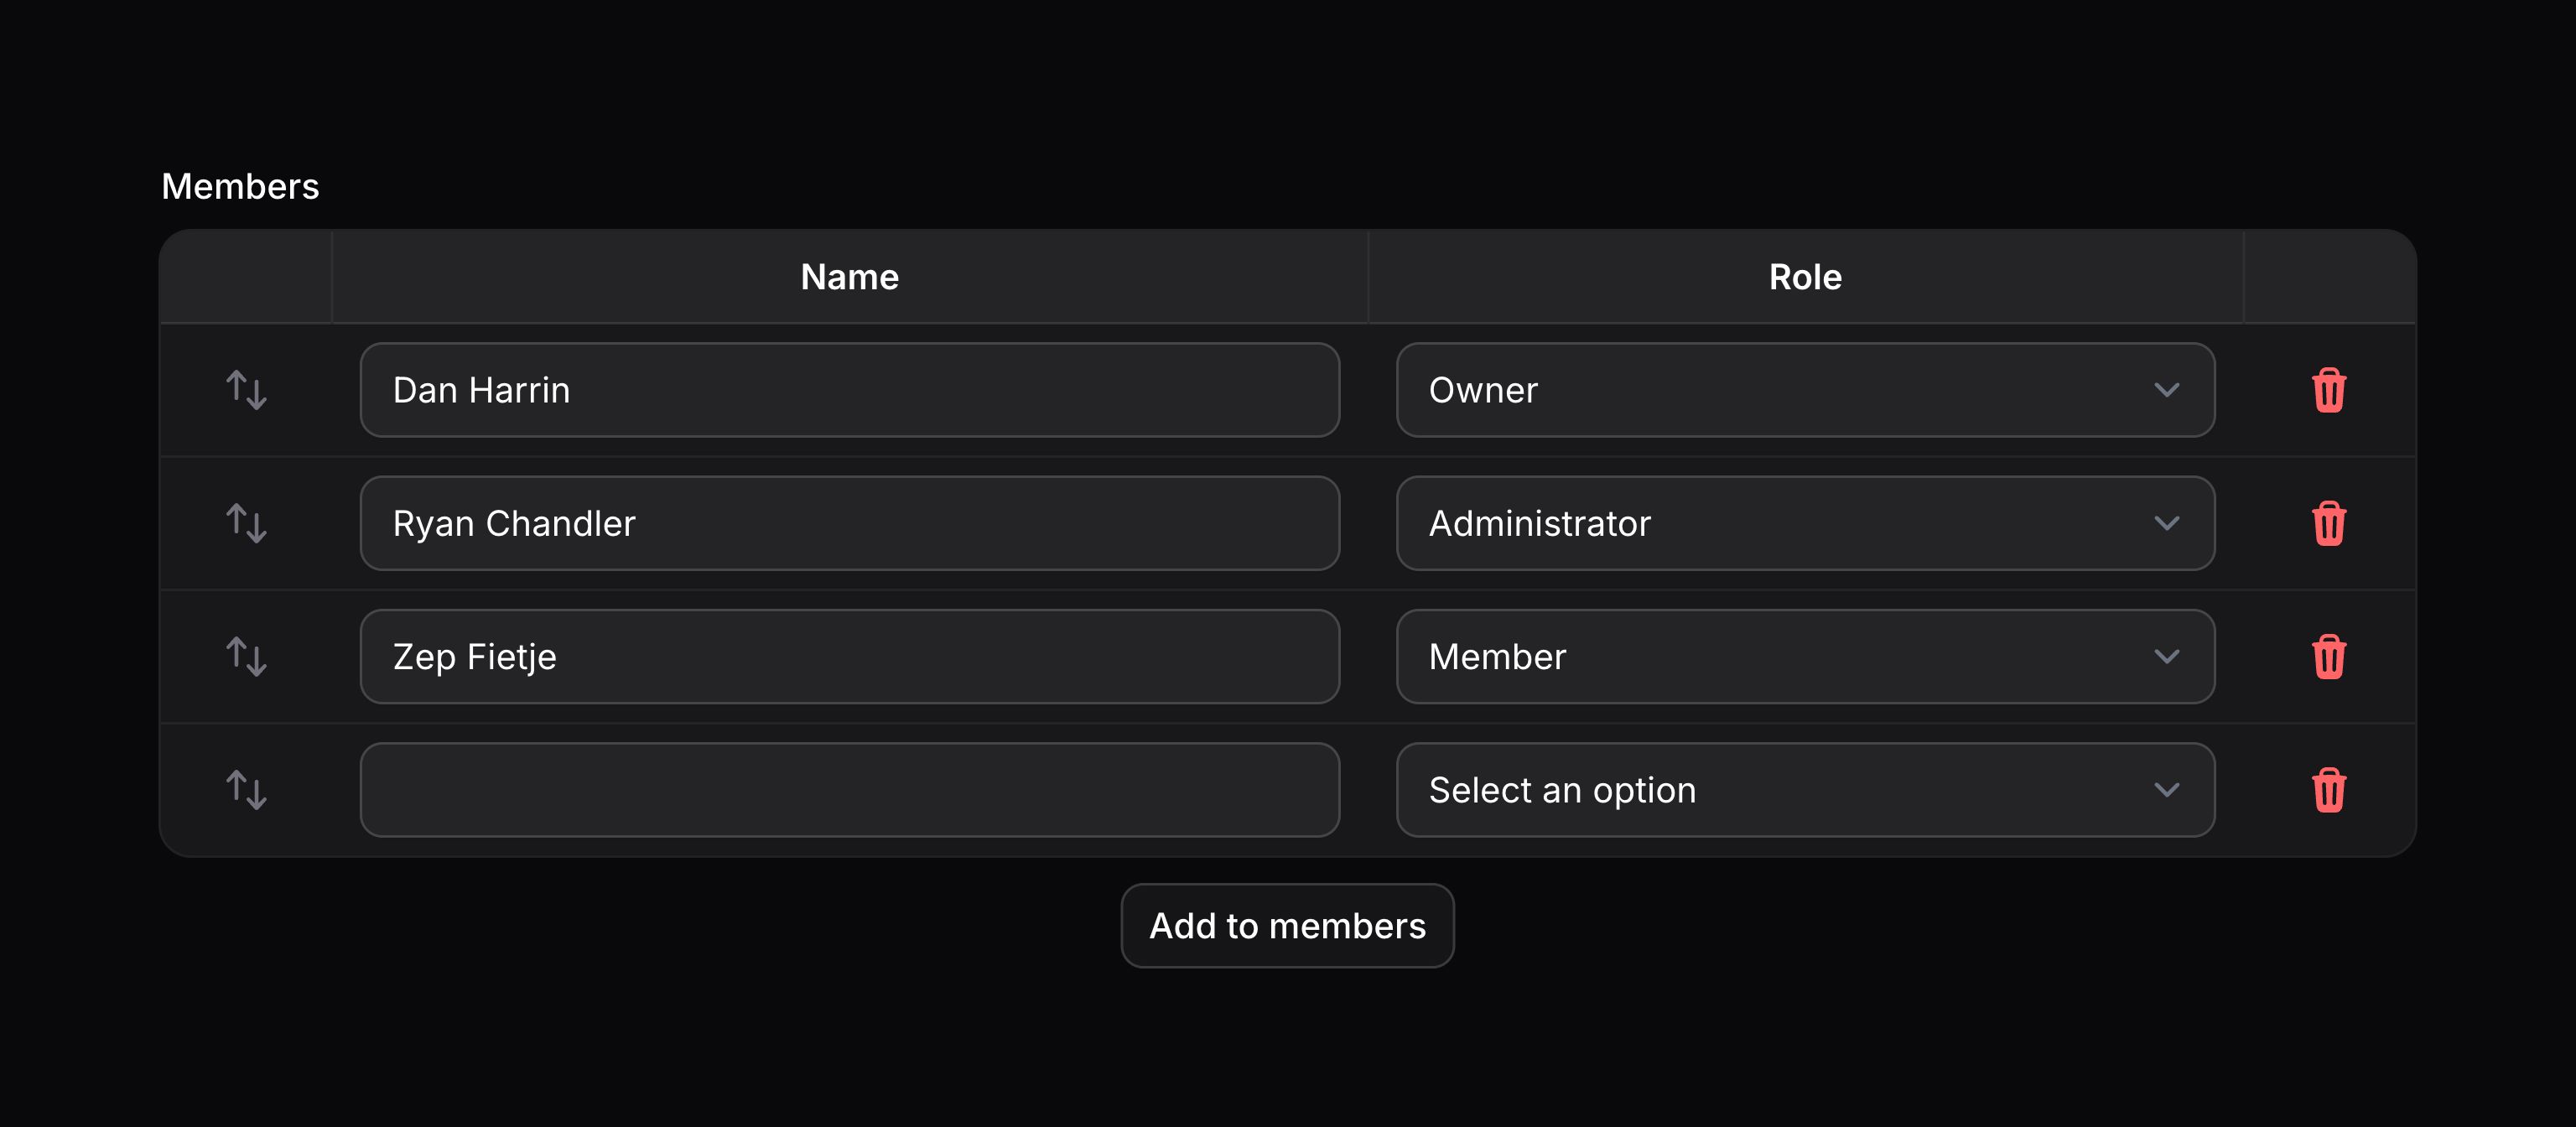 Members
Name Role
Dan Harrin Owner
Ryan Chandler Administrator
Zep Fietje Member
Select an option
Add to members